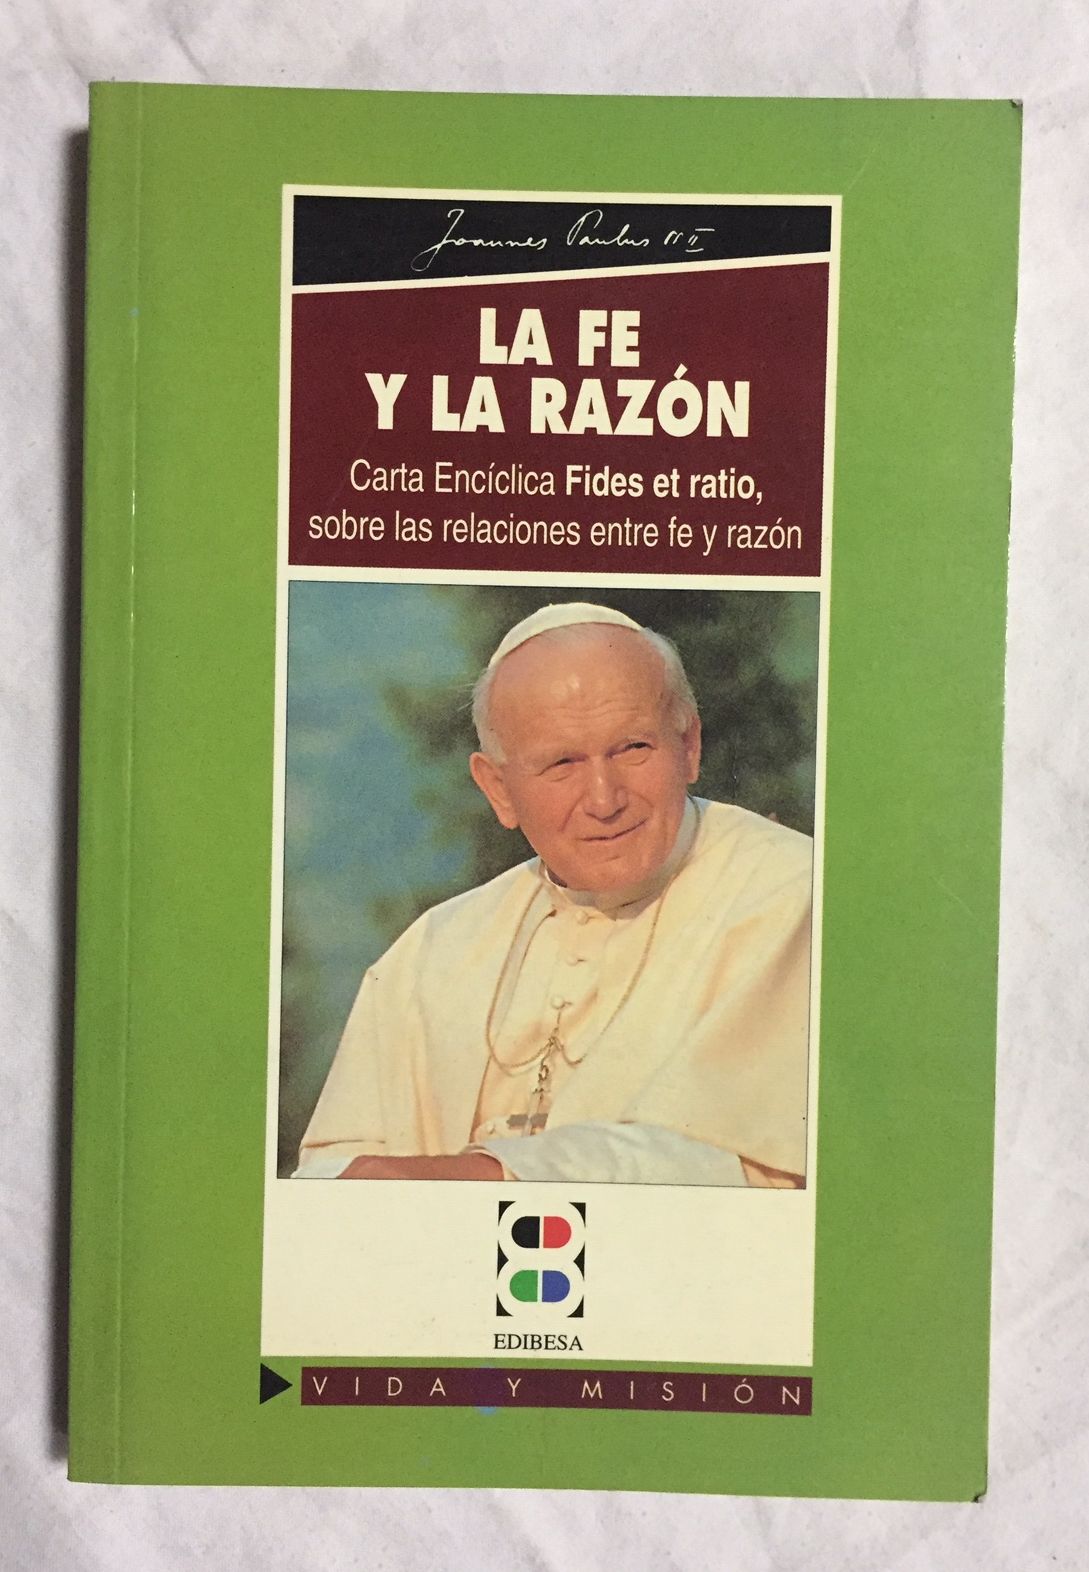 Joannes Paulus PP II
LA FE
Y LA RAZÓN
Carta Encíclica Fides et ratio,
sobre las relaciones entre fe y razón
EDIBESA
VIDA Y MISIÓN